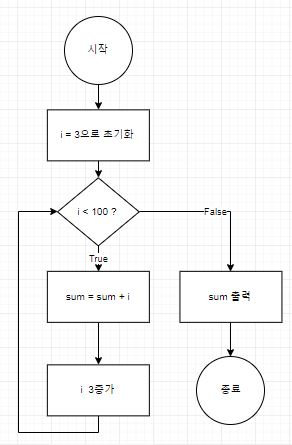 시작
i = 3으로 초기화
i < 100 ?
False
True
sum = sum + i
sum 출력
i 3증가
종료